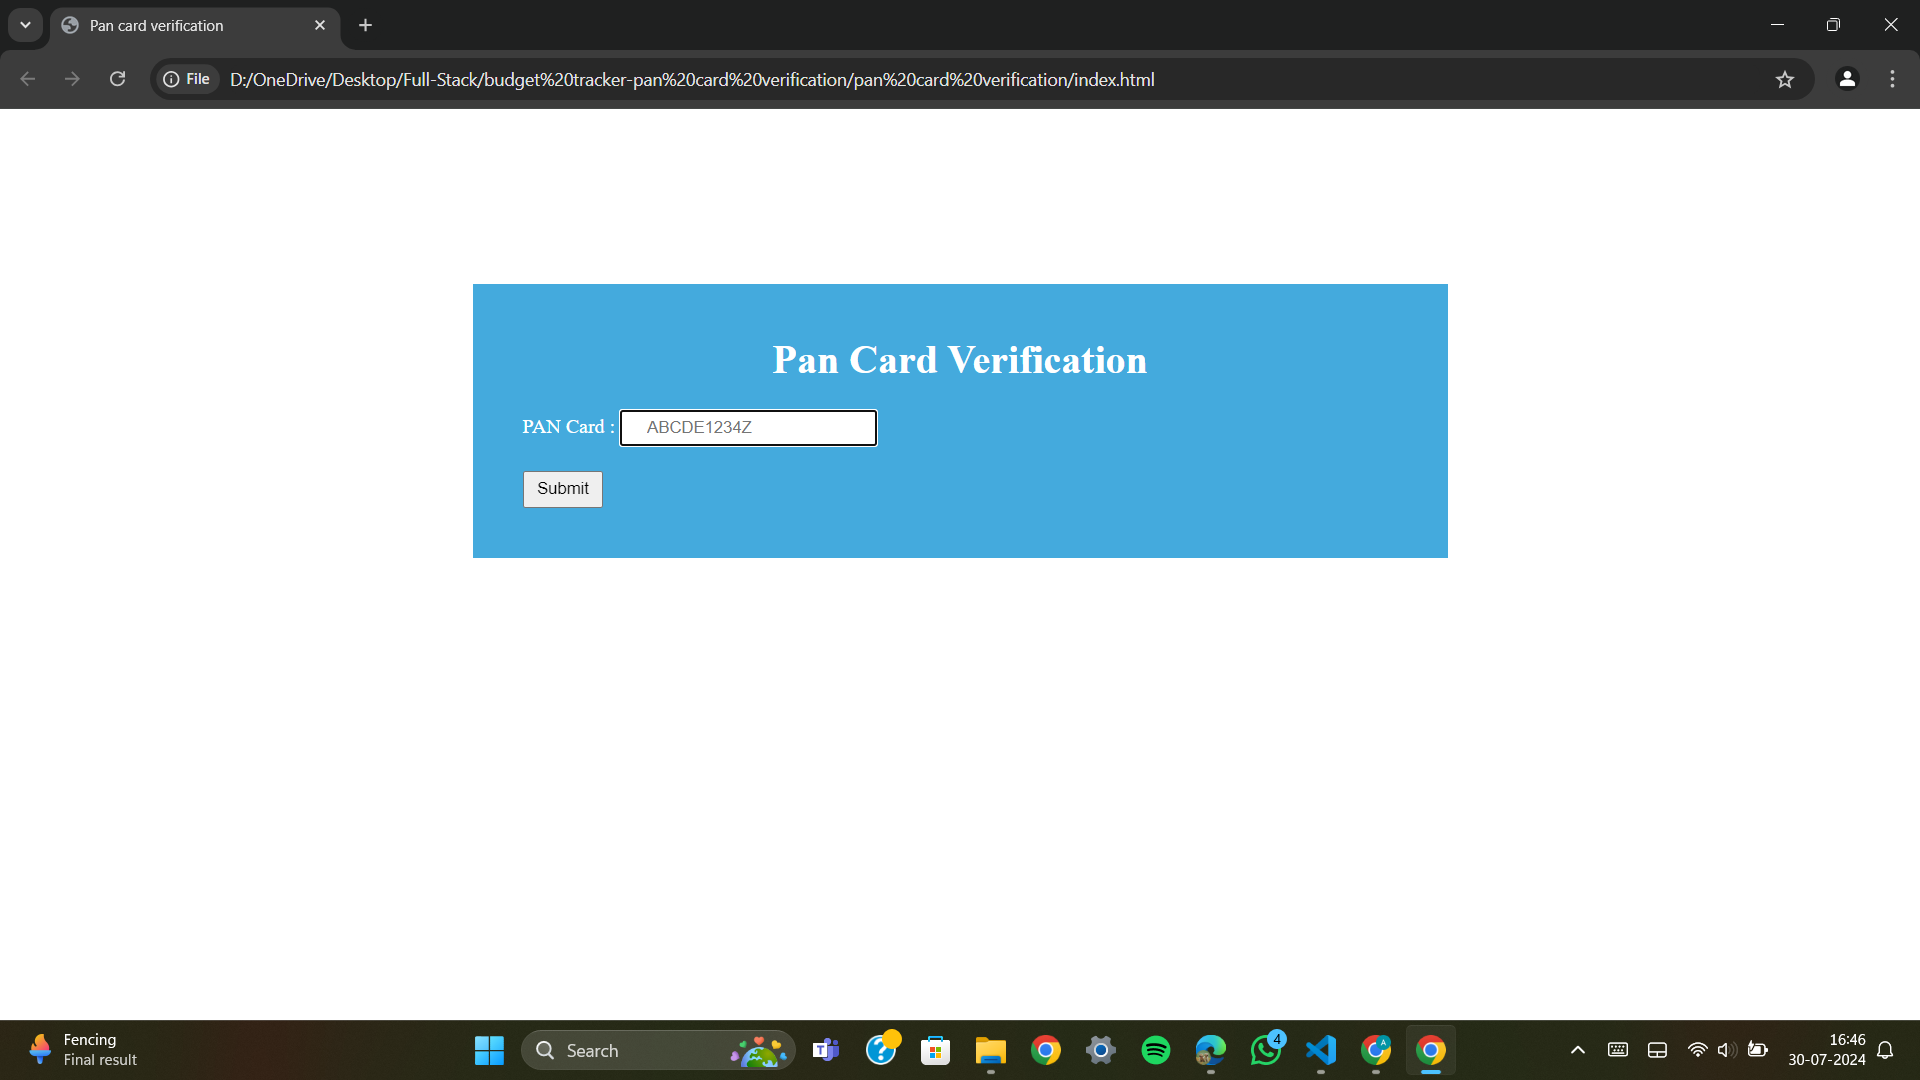 Pan card verification
File D:/OneDrive/Desktop/Full-Stack/budget%20tracker-pan%20card%20verification/pan%20card%20verification/index.html
Pan Card Verification
PAN Card : ABCDE1234Z
Submit
Fencing
Final result
Search
T
?
4
A
16:46
30-07-2024